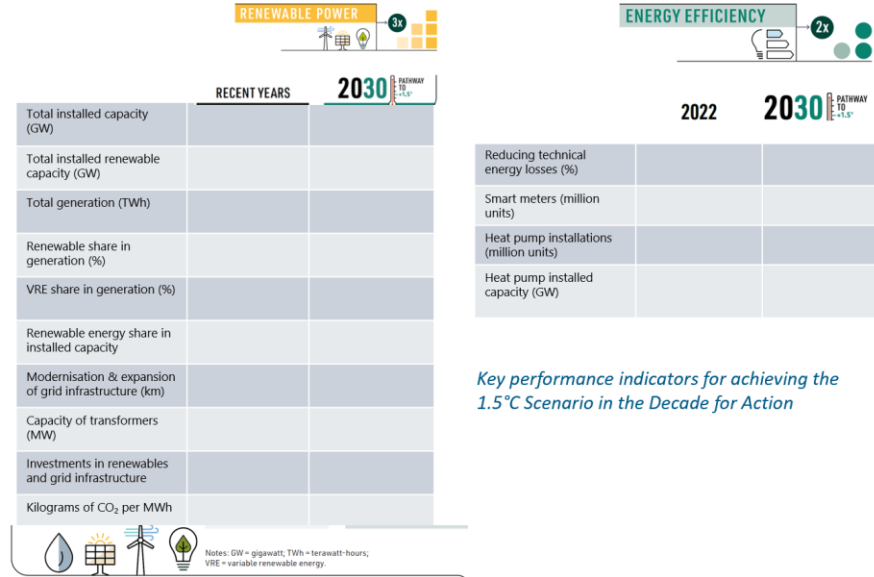 RENEWABLE POWER
3x
RECENT YEARS
2030 PATHWAY
TO
+1.5°
Total installed capacity
(GW)
Total installed renewable
capacity (GW)
Total generation (TWh)
Renewable share in
generation (%)
VRE share in generation (%)
Renewable energy share in
installed capacity
Modernisation & expansion
of grid infrastructure (km)
Capacity of transformers
(MW)
Investments in renewables
and grid infrastructure
Kilograms of CO₂ per MWh
Notes: GW = gigawatt; TWh = terawatt-hours;
VRE = variable renewable energy.
ENERGY EFFICIENCY
2x
2022
2030 PATHWAY
TO
+1.5°
Reducing technical
energy losses (%)
Smart meters (million
units)
Heat pump installations
(million units)
Heat pump installed
capacity (GW)
Key performance indicators for achieving the
1.5°C Scenario in the Decade for Action